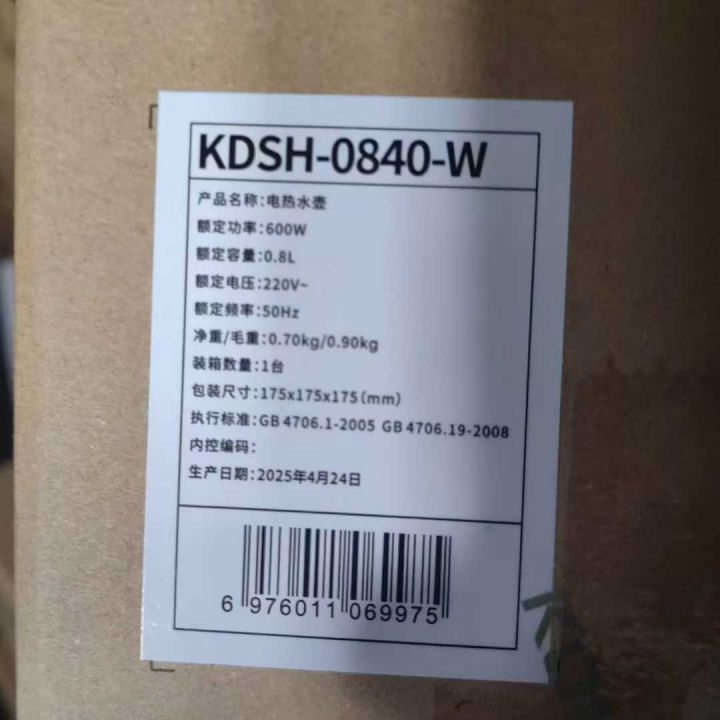 KDSH-0840-W
产品名称:电热水壶
额定功率:600W
额定容量:0.8L
额定电压:220V~
额定频率:50Hz
净重/毛重:0.70kg/0.90kg
装箱数量:1台
包装尺寸:175x175x175(mm)
执行标准:GB 4706.1-2005 GB 4706.19-2008
内控编码:
生产日期:2025年4月24日
6 976011 069975